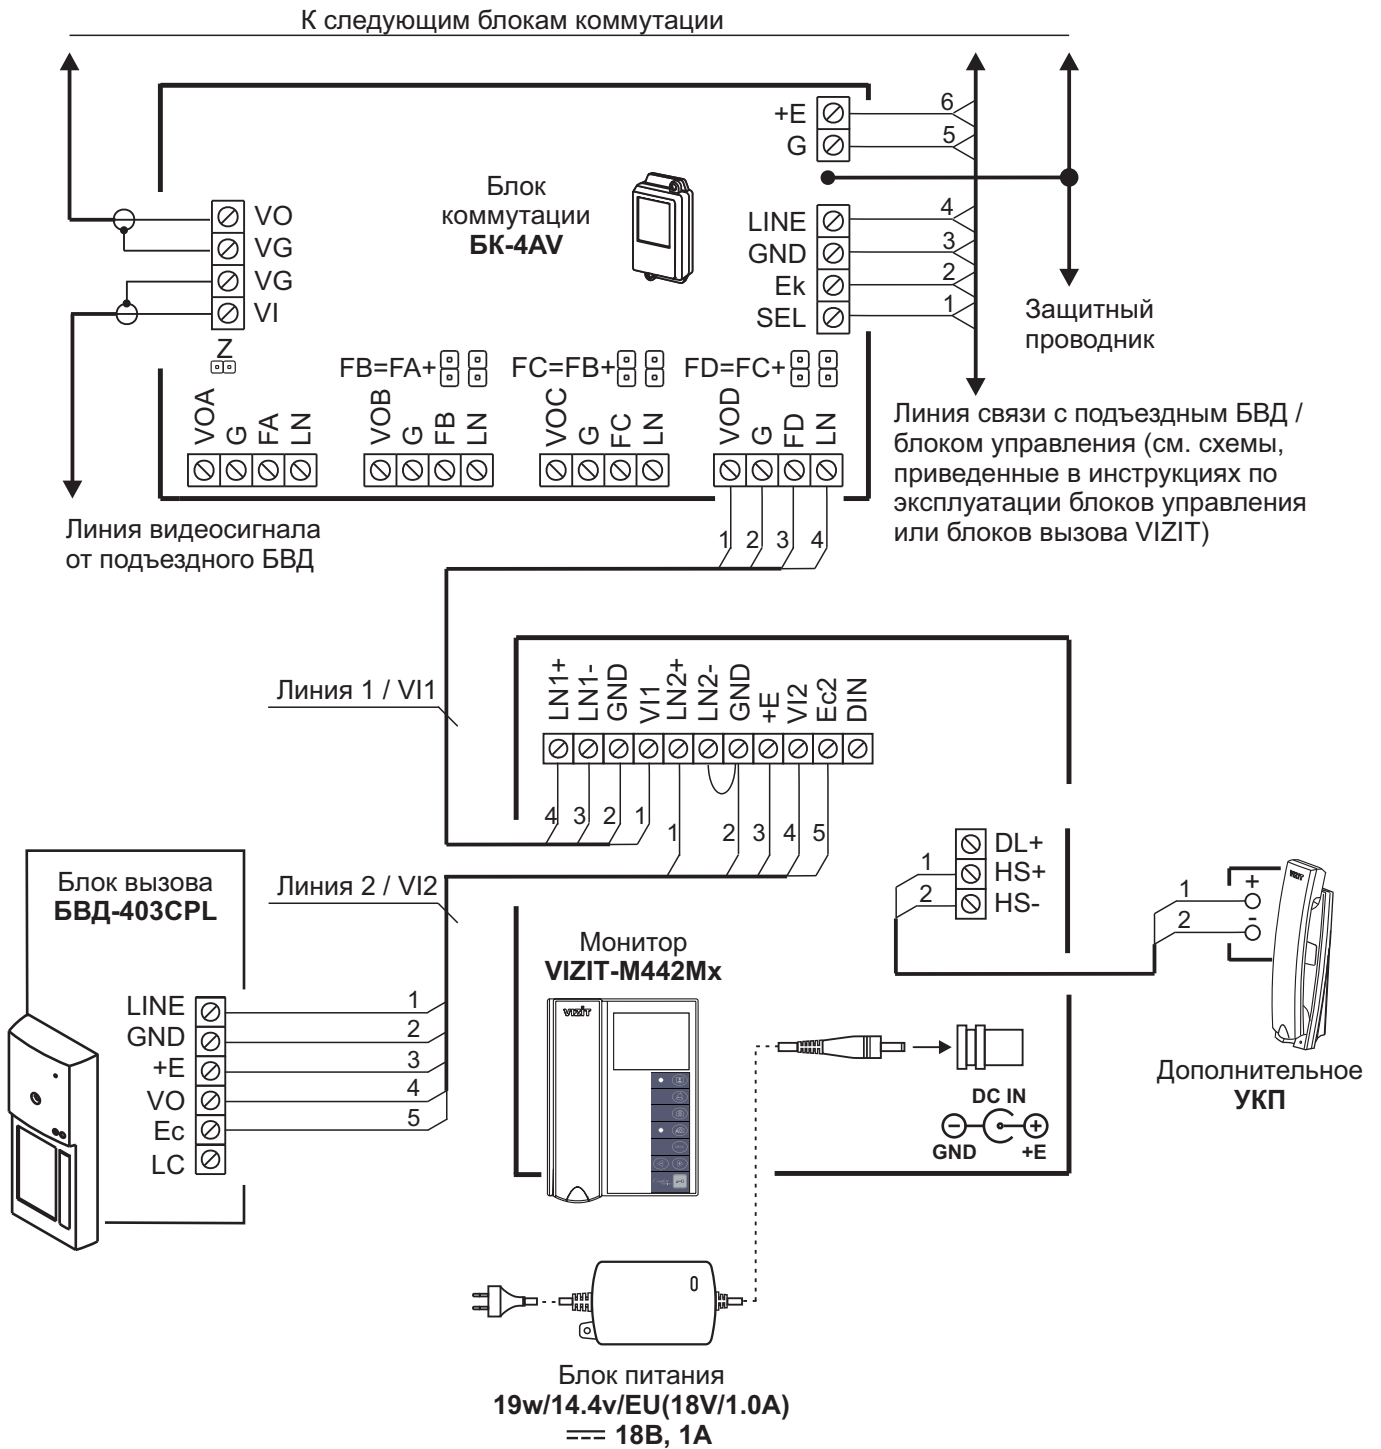 К следующим блокам коммутации
+E
G
6
5
Блок
коммутации
БК-4AV
VO
VG
VG
VI
LINE
GND
Ek
SEL
4
3
2
1
Защитный
проводник
Z
FB=FA+
FC=FB+
FD=FC+
VOA
G
FA
LN
VOB
G
FB
LN
VOC
G
FC
LN
VOD
G
FD
LN
Линия связи с подъездным БВД /
блоком управления (см. схемы,
приведенные в инструкциях по
эксплуатации блоков управления
или блоков вызова VIZIT)
Линия видеосигнала
от подъездного БВД
1 2 3 4
Линия 1 / VI1
LN1+
LN1-
GND
VI1
LN2+
LN2-
GND
+E
VI2
Ec2
DIN
4 3 2 1
1 2 3 4 5
Линия 2 / VI2
Блок вызова
БВД-403CPL
LINE
GND
+E
VO
Ec
LC
1
2
3
4
5
DL+
HS+
HS-
1
2
1
2
+
-
VIZIT
Монитор
VIZIT-M442Mx
VIZIT
DC IN
GND
+E
Дополнительное
УКП
Блок питания
19w/14.4v/EU(18V/1.0A)
18В, 1А